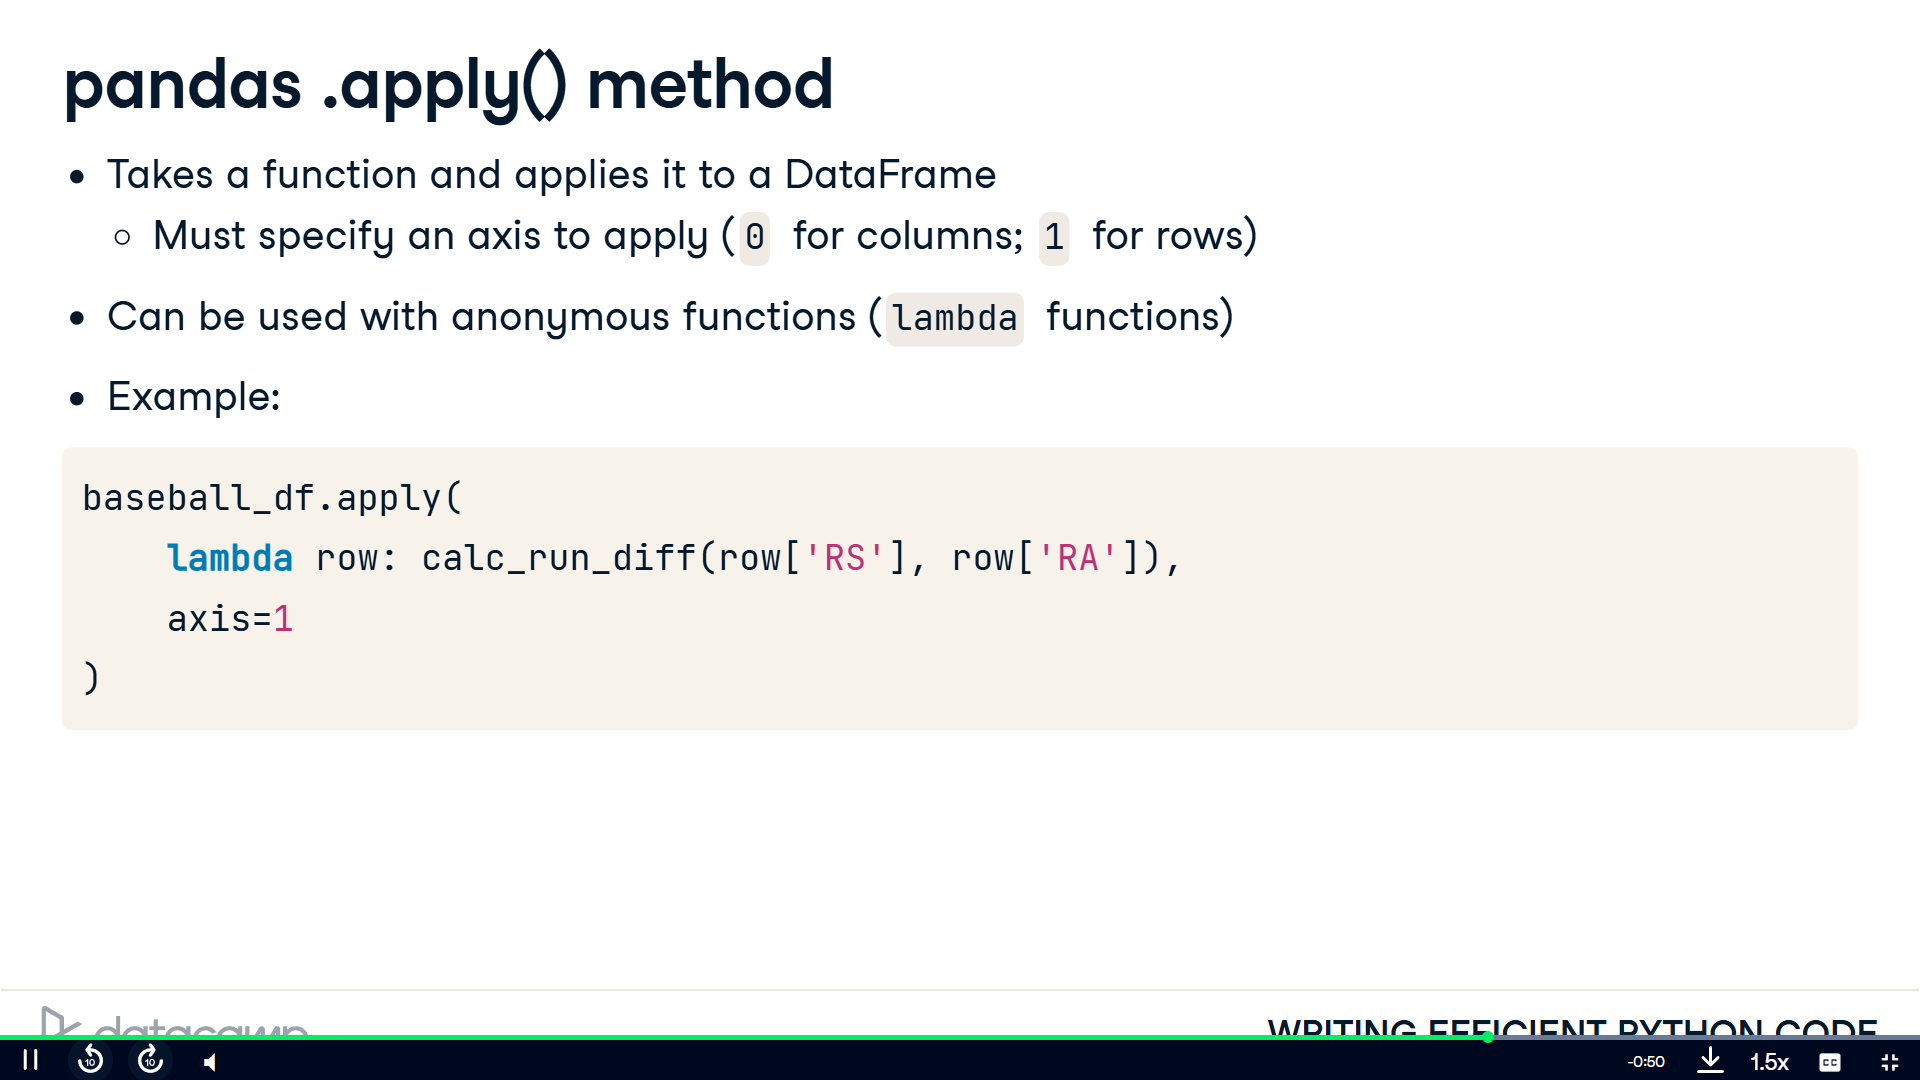 pandas .apply() method
• Takes a function and applies it to a DataFrame
◦ Must specify an axis to apply ( 0 for columns; 1 for rows)
• Can be used with anonymous functions ( lambda functions)
• Example:
baseball_df.apply(
    lambda row: calc_run_diff(row['RS'], row['RA']),
    axis=1
)
datacamp
WRITING EFFICIENT PYTHON CODE
10
10
-0:50
1.5x
CC